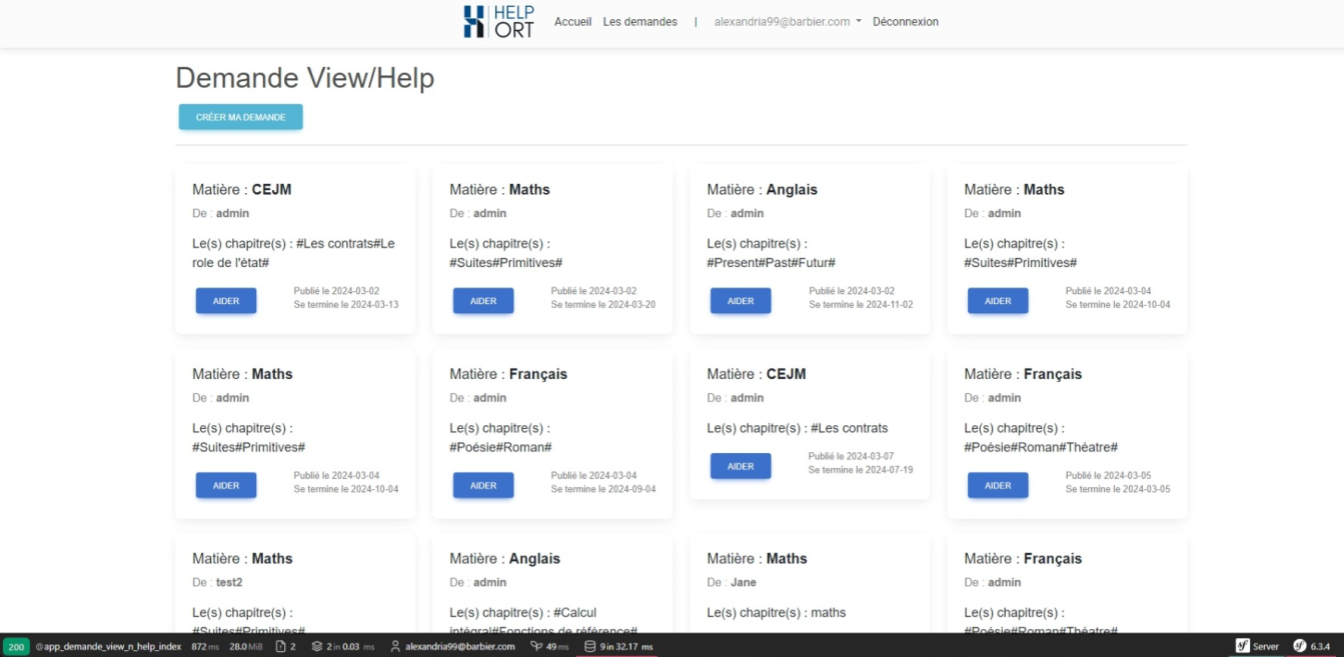 HELP
ORT
Accueil Les demandes | alexandria99@barbier.com Déconnexion
Demande View/Help
CRÉER MA DEMANDE
Matière : CEJM
De : admin
Le(s) chapitre(s) : #Les contrats#Le
role de l'état#
AIDER
Publié le 2024-03-02
Se termine le 2024-03-13
Matière : Maths
De : admin
Le(s) chapitre(s) :
#Suites#Primitives#
AIDER
Publié le 2024-03-02
Se termine le 2024-03-20
Matière : Anglais
De : admin
Le(s) chapitre(s) :
#Present#Past#Futur#
AIDER
Publié le 2024-03-02
Se termine le 2024-11-02
Matière : Maths
De : admin
Le(s) chapitre(s) :
#Suites#Primitives#
AIDER
Publié le 2024-03-04
Se termine le 2024-10-04
Matière : Maths
De : admin
Le(s) chapitre(s) :
#Suites#Primitives#
AIDER
Publié le 2024-03-04
Se termine le 2024-10-04
Matière : Français
De : admin
Le(s) chapitre(s) :
#Poésie#Roman#
AIDER
Publié le 2024-03-04
Se termine le 2024-09-04
Matière : CEJM
De : admin
Le(s) chapitre(s) : #Les contrats
AIDER
Publié le 2024-03-07
Se termine le 2024-07-19
Matière : Français
De : admin
Le(s) chapitre(s) :
#Poésie#Roman#Théatre#
AIDER
Publié le 2024-03-05
Se termine le 2024-03-05
Matière : Maths
De : test2
Le(s) chapitre(s) :
#Suites#Primitives#
Matière : Anglais
De : admin
Le(s) chapitre(s) : #Calcul
intégral#Fonctions de référence#
Matière : Maths
De : Jane
Le(s) chapitre(s) : maths
Matière : Français
De : admin
Le(s) chapitre(s) :
#Poésie#Roman#Théatre#
200 @app_demande_view_n_help_index 872 ms 28.0 MiB 2 2 in 0.03 ms alexandria99@barbier.com 49 ms 9 in 32.17 ms Server 6.3.4